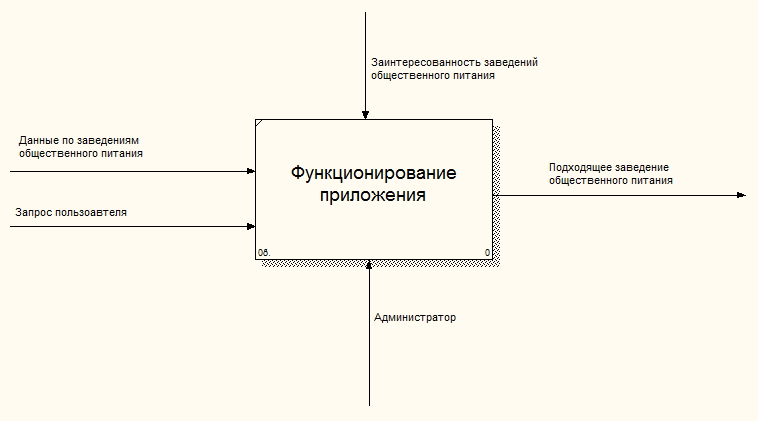 Заинтересованность заведений
общественного питания
Данные по заведениям
общественного питания
Функционирование
приложения
Подходящее заведение
общественного питания
Запрос пользоавтеля
0б. 0
Администратор